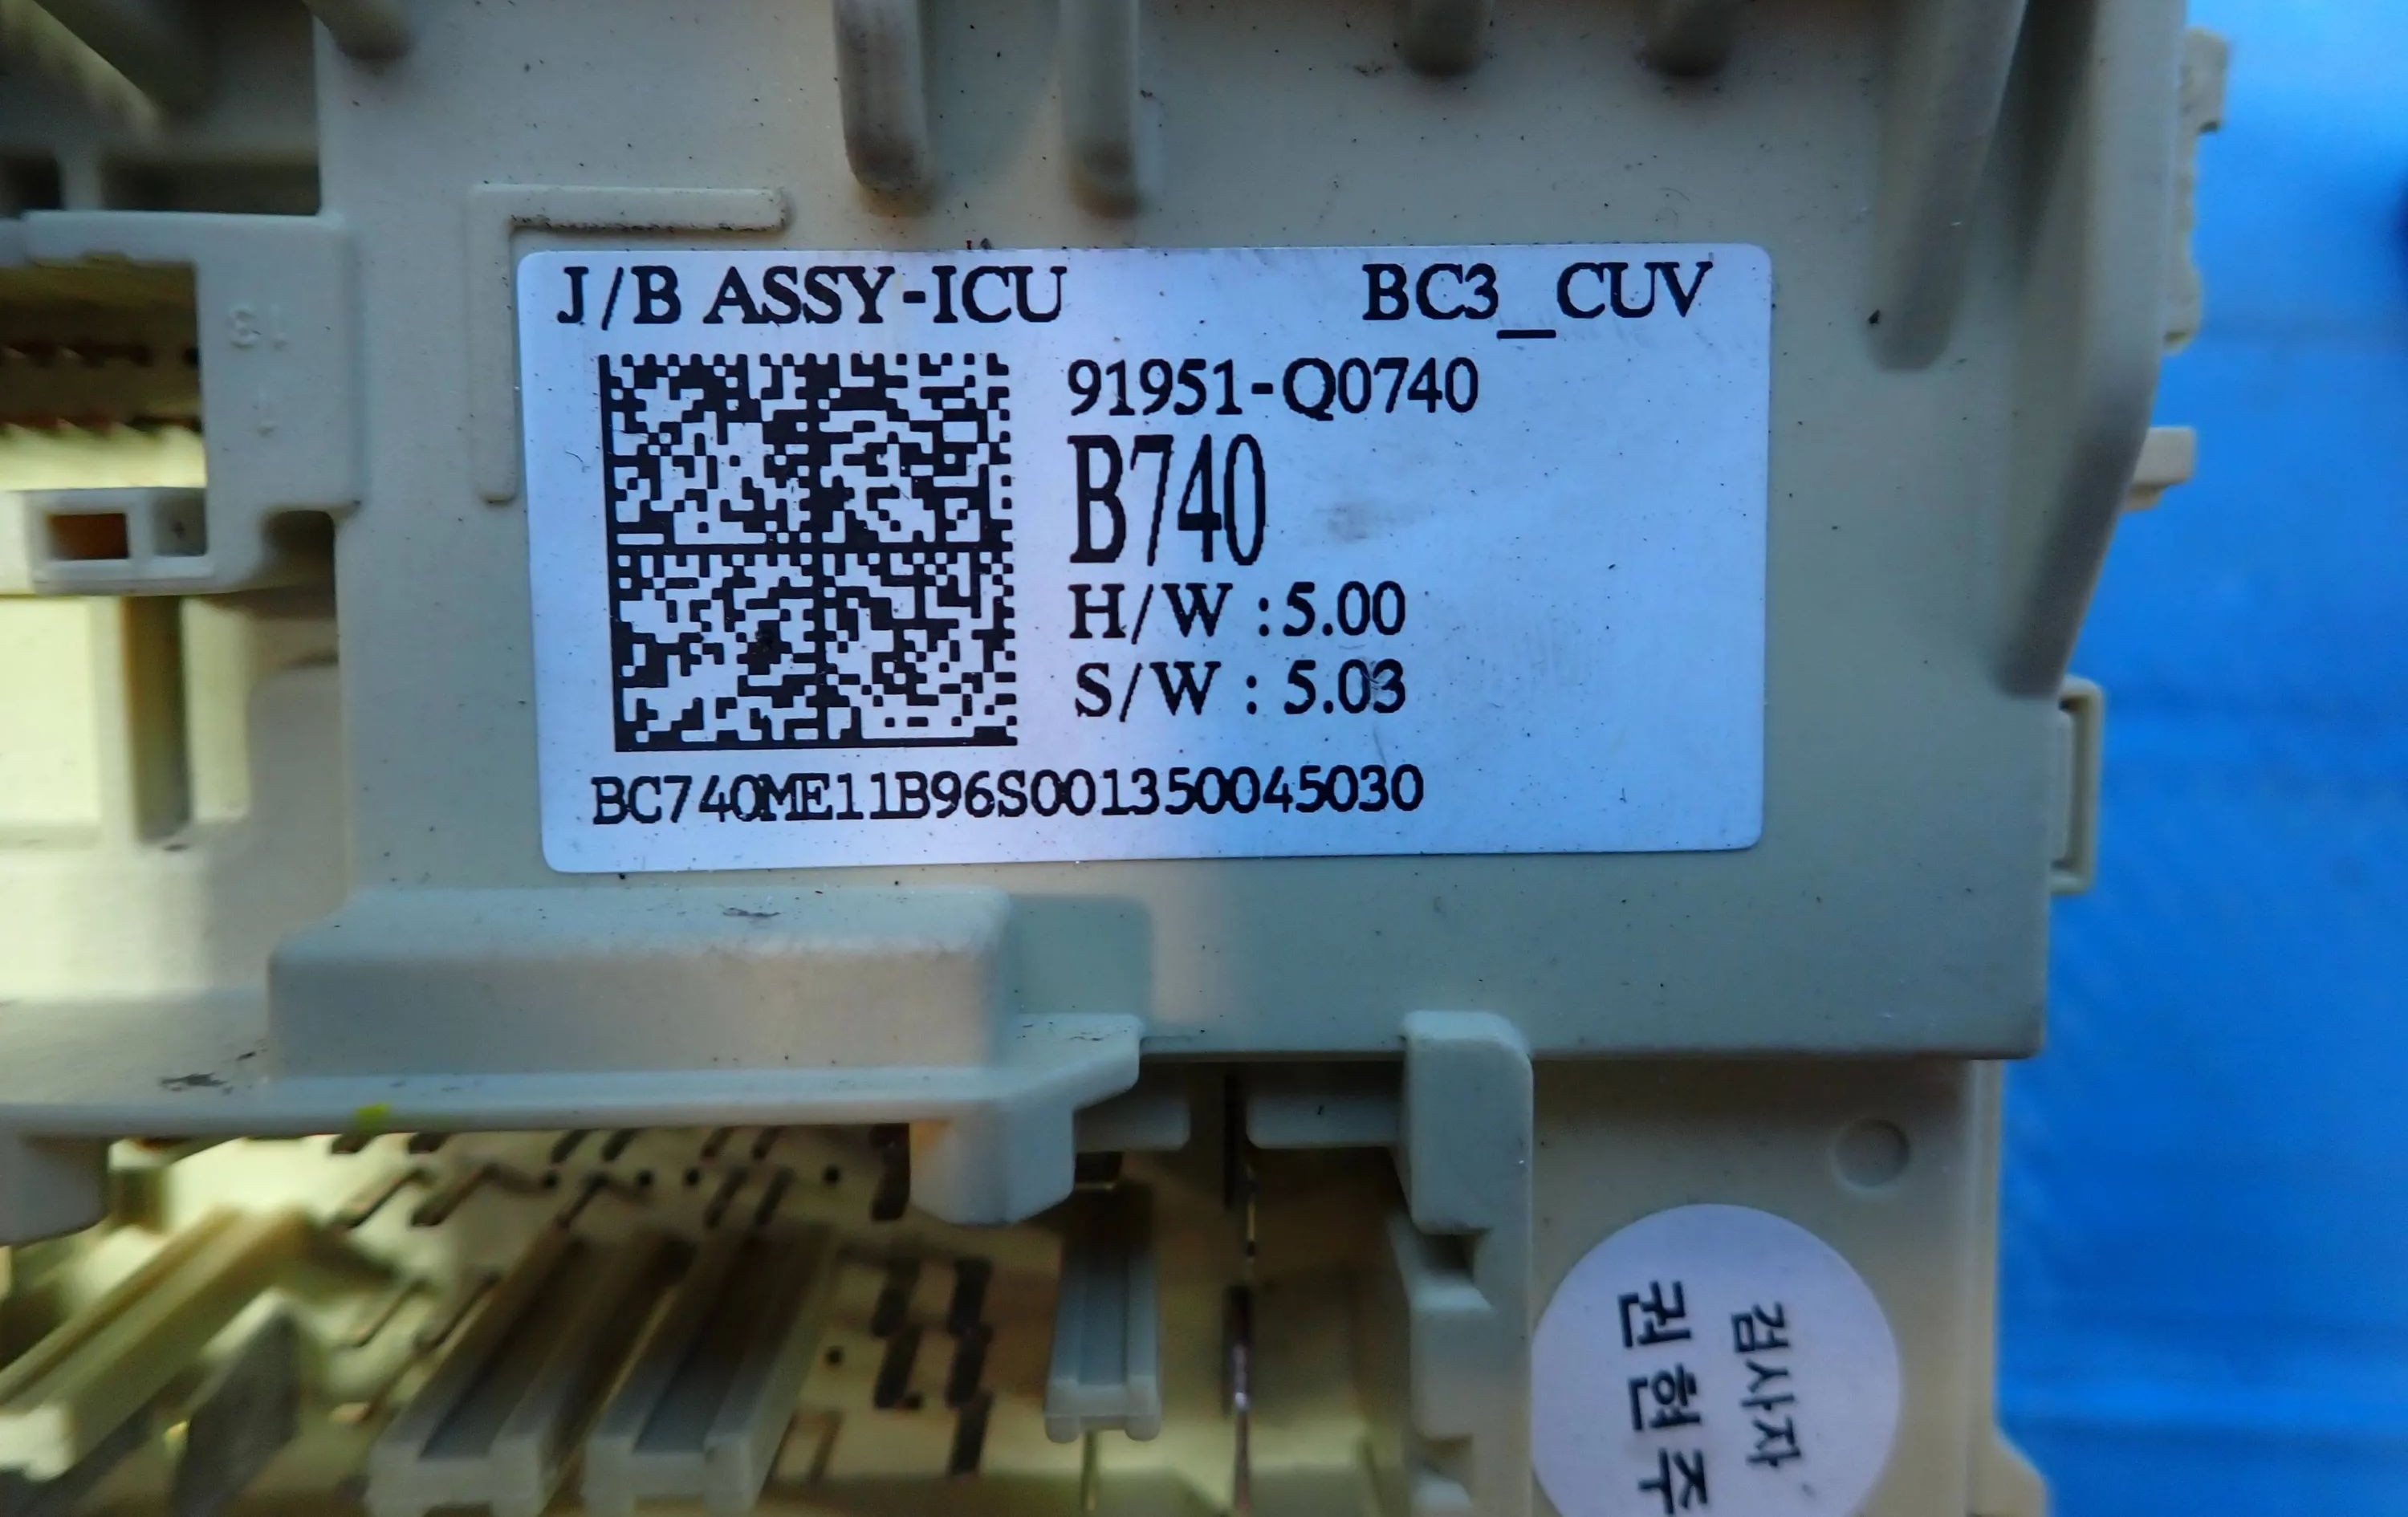 J/B ASSY-ICU BC3_CUV
91951-Q0740
B740
H/W :5.00
S/W : 5.03
BC740ME11B96S001350045030
검사자
권현주